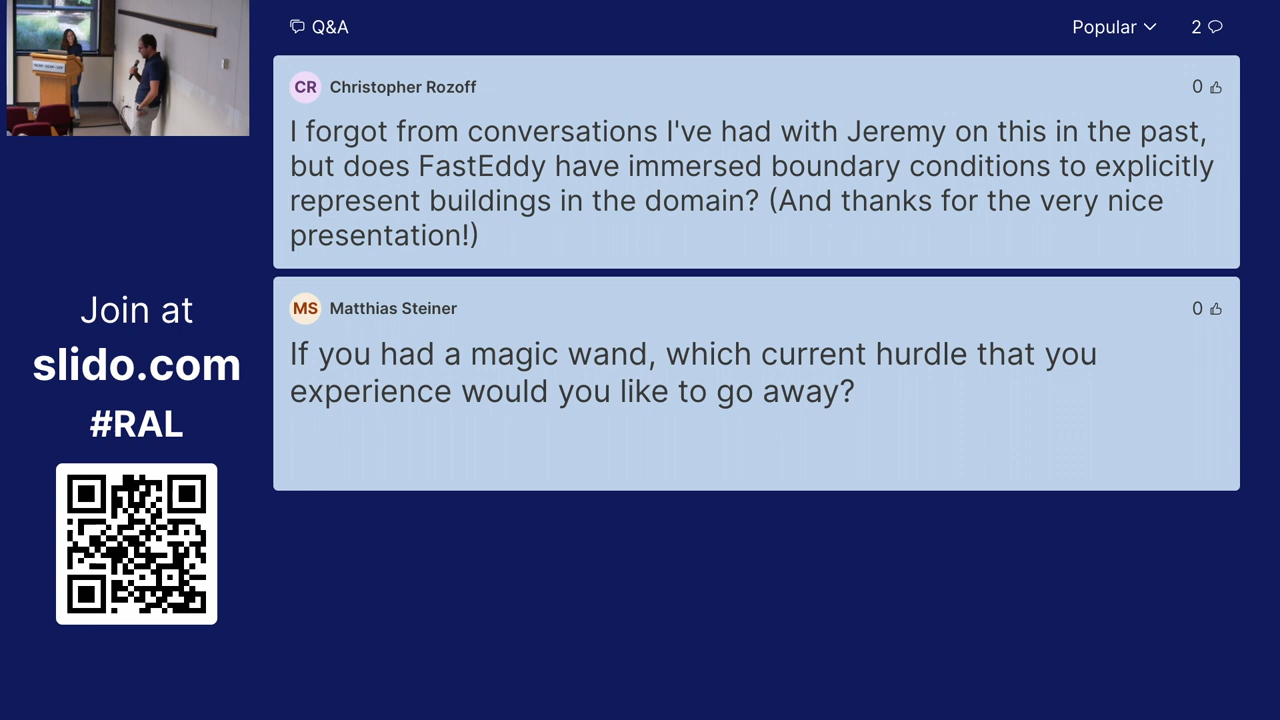 Q&A
Popular
2
CR
Christopher Rozoff
0
I forgot from conversations I've had with Jeremy on this in the past,
but does FastEddy have immersed boundary conditions to explicitly
represent buildings in the domain? (And thanks for the very nice
presentation!)
MS
Matthias Steiner
0
If you had a magic wand, which current hurdle that you
experience would you like to go away?
Join at
slido.com
#RAL